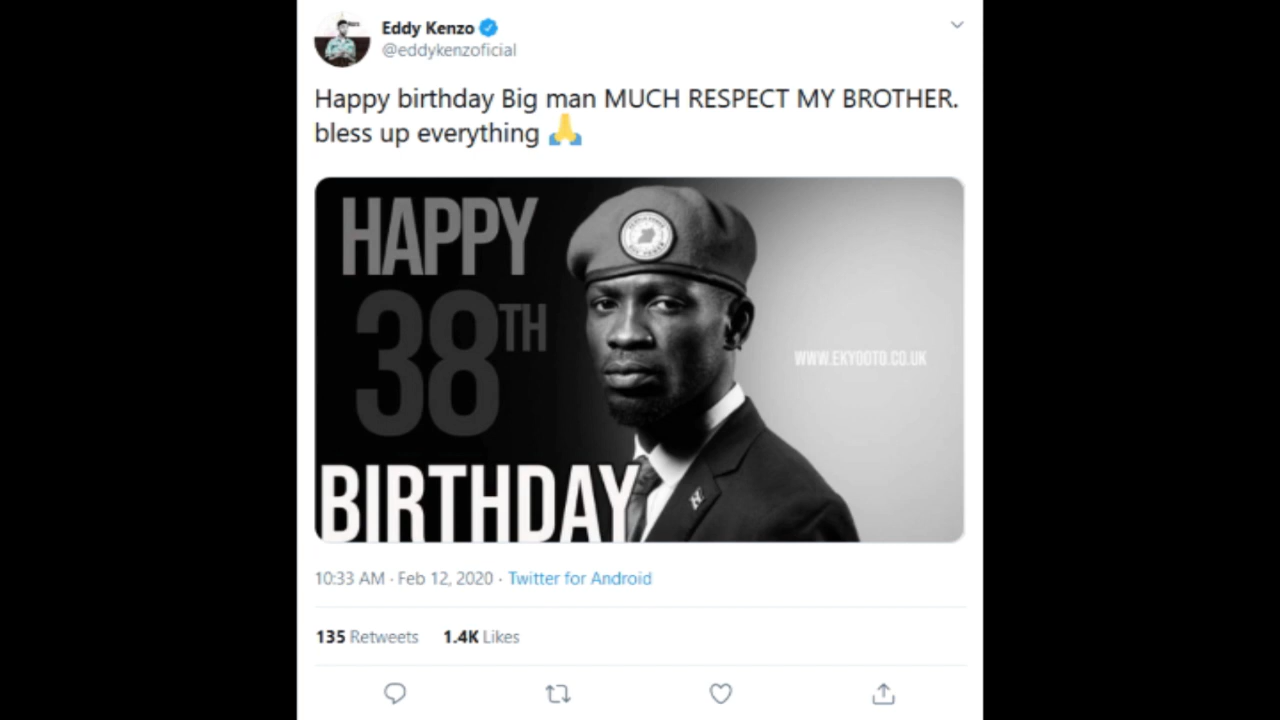 Eddy Kenzo
@eddykenzoficial
Happy birthday Big man MUCH RESPECT MY BROTHER.
bless up everything 🙏
HAPPY
38TH
BIRTHDAY
WWW.EKYOOTO.CO.UK
10:33 AM · Feb 12, 2020 · Twitter for Android
135 Retweets 1.4K Likes